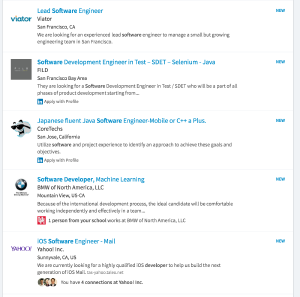 Lead Software Engineer
NEW
viator
Viator
San Francisco, CA
We are looking for an experienced lead software engineer to manage a small but growing
engineering team in San Francisco.
Software Development Engineer in Test – SDET – Selenium - Java
NEW
FILD
San Francisco Bay Area
They are looking for a Software Development Engineer in Test / SDET who will be a part of all
phases of product development starting from...
in Apply with Profile
Japanese fluent Java Software Engineer-Mobile or C++ a Plus.
NEW
CoreTechs
San Jose, California
Utilize software and project experience to identify an approach to achieve these goals and
objectives.
in Apply with Profile
Software Developer, Machine Learning
NEW
BMW of North America, LLC
Mountain View, US-CA
Because of the international development process, the ideal candidate will be comfortable
working independently and effectively in a team...
1 person from your school works at BMW of North America, LLC
iOS Software Engineer - Mail
NEW
YAHOO!
Yahoo! Inc.
Sunnyvale, CA, US
We are currently looking for a highly qualified iOS developer to help us build the next
generation of iOS Mail.
You have 4 connections at Yahoo! Inc.